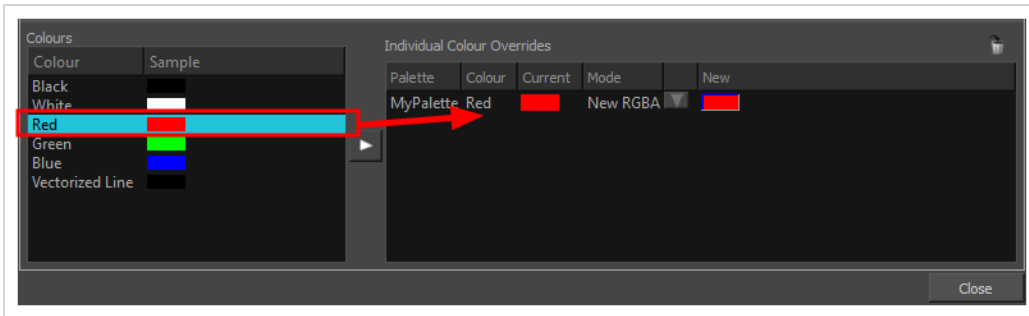 Colours
Colour Sample
Black
White
Red
Green
Blue
Vectorized Line
Individual Colour Overrides
Palette Colour Current Mode New
MyPalette Red New RGBA
Close